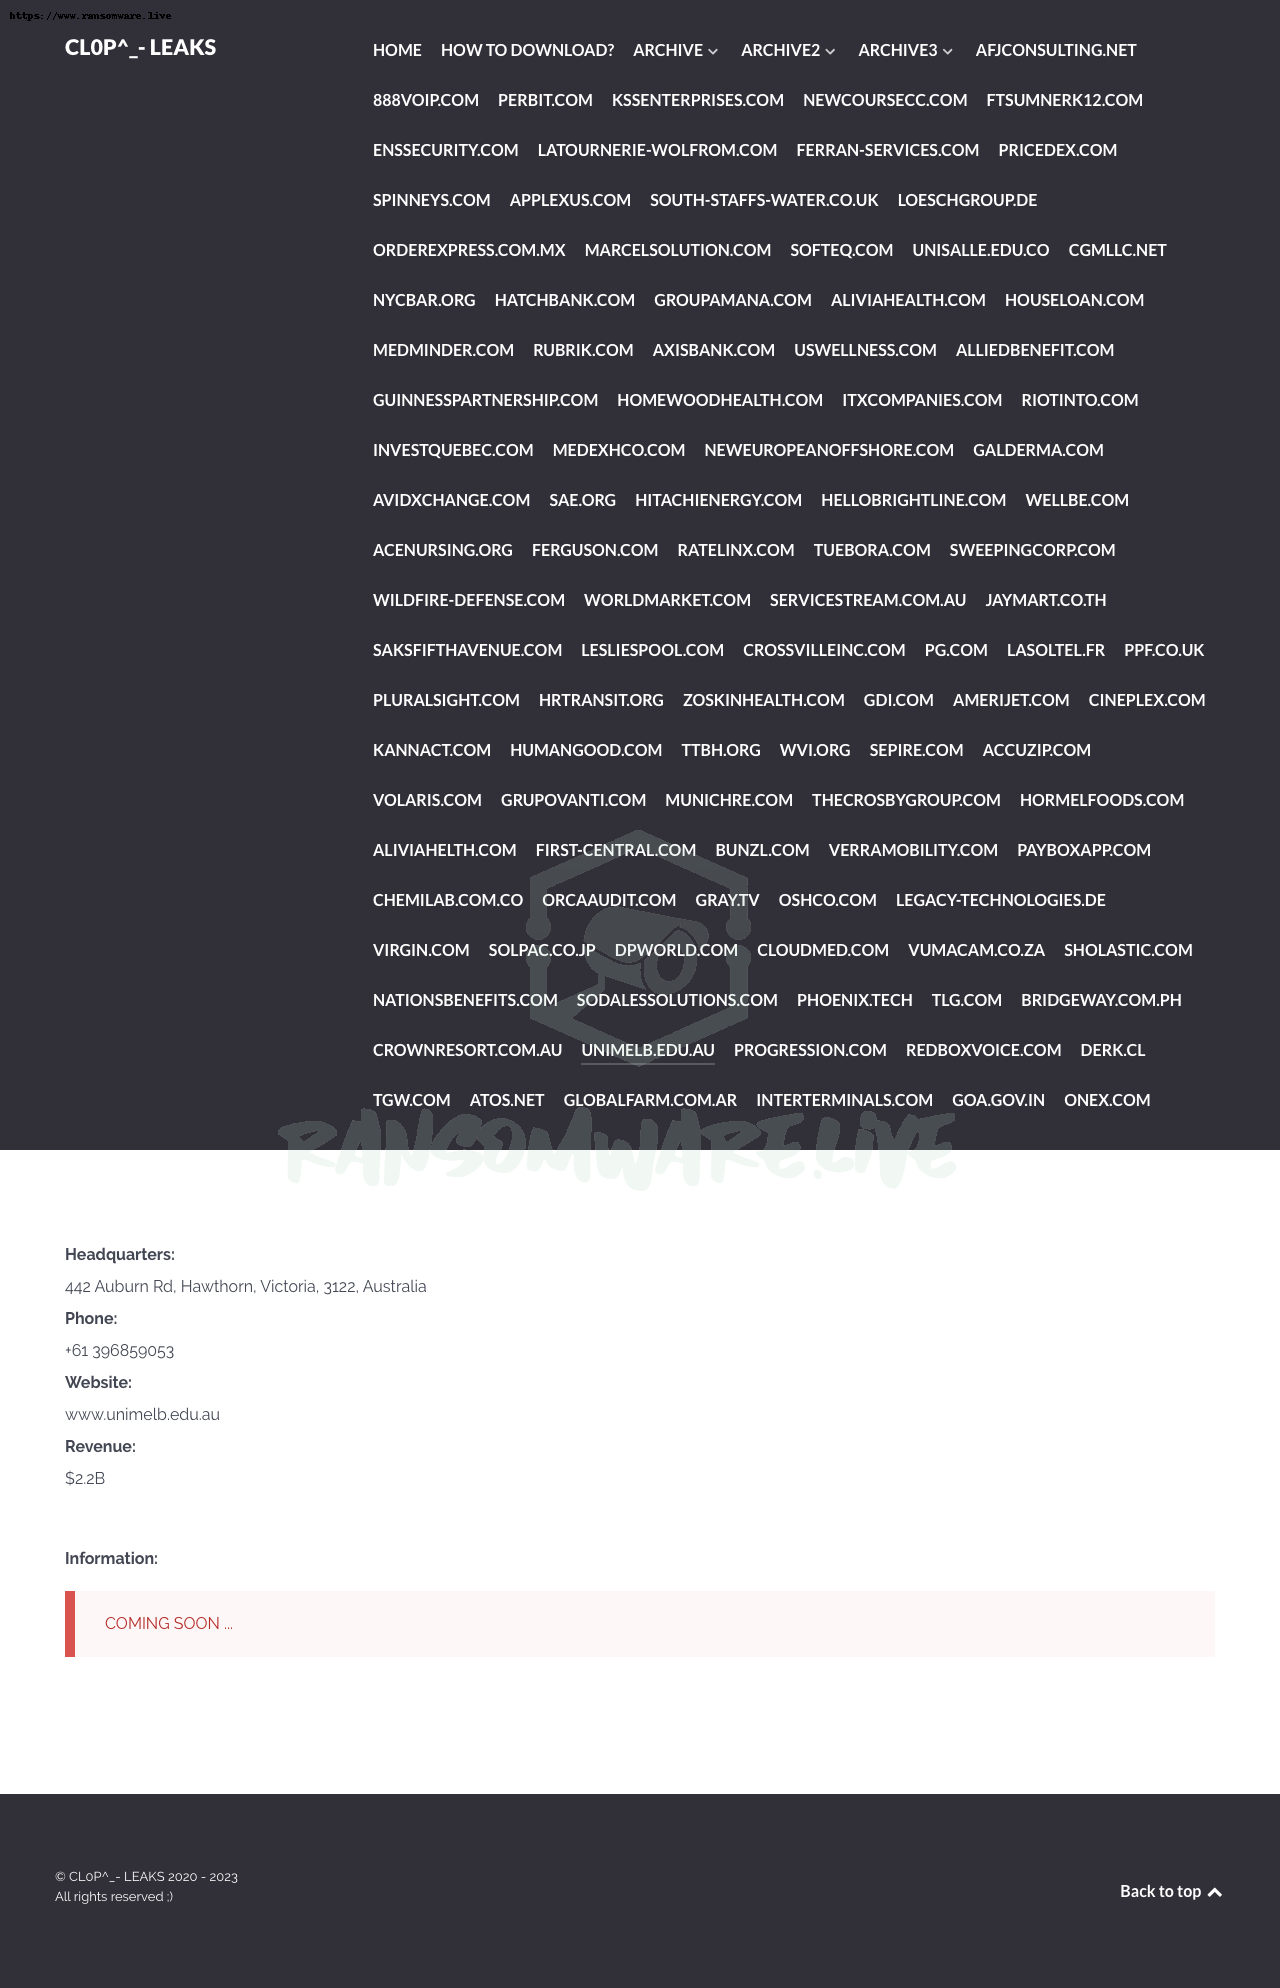 https://www.ransomware.live
CL0P^_- LEAKS
HOME HOW TO DOWNLOAD? ARCHIVE ARCHIVE2 ARCHIVE3 AFJCONSULTING.NET
888VOIP.COM PERBIT.COM KSSENTERPRISES.COM NEWCOURSECC.COM FTSUMNERK12.COM
ENSSECURITY.COM LATOURNERIE-WOLFROM.COM FERRAN-SERVICES.COM PRICEDEX.COM
SPINNEYS.COM APPLEXUS.COM SOUTH-STAFFS-WATER.CO.UK LOESCHGROUP.DE
ORDEREXPRESS.COM.MX MARCELSOLUTION.COM SOFTEQ.COM UNISALLE.EDU.CO CGMLLC.NET
NYCBAR.ORG HATCHBANK.COM GROUPAMANA.COM ALIVIAHEALTH.COM HOUSELOAN.COM
MEDMINDER.COM RUBRIK.COM AXISBANK.COM USWELLNESS.COM ALLIEDBENEFIT.COM
GUINNESSPARTNERSHIP.COM HOMEWOODHEALTH.COM ITXCOMPANIES.COM RIOTINTO.COM
INVESTQUEBEC.COM MEDEXHCO.COM NEWEUROPEANOFFSHORE.COM GALDERMA.COM
AVIDXCHANGE.COM SAE.ORG HITACHIENERGY.COM HELLOBRIGHTLINE.COM WELLBE.COM
ACENURSING.ORG FERGUSON.COM RATELINX.COM TUEBORA.COM SWEEPINGCORP.COM
WILDFIRE-DEFENSE.COM WORLDMARKET.COM SERVICESTREAM.COM.AU JAYMART.CO.TH
SAKSFIFTHAVENUE.COM LESLIESPOOL.COM CROSSVILLEINC.COM PG.COM LASOLTEL.FR PPF.CO.UK
PLURALSIGHT.COM HRTRANSIT.ORG ZOSKINHEALTH.COM GDI.COM AMERIJET.COM CINEPLEX.COM
KANNACT.COM HUMANGOOD.COM TTBH.ORG WVI.ORG SEPIRE.COM ACCUZIP.COM
VOLARIS.COM GRUPOVANTI.COM MUNICHRE.COM THECROSBYGROUP.COM HORMELFOODS.COM
ALIVIAHELTH.COM FIRST-CENTRAL.COM BUNZL.COM VERRAMOBILITY.COM PAYBOXAPP.COM
CHEMILAB.COM.CO ORCAAUDIT.COM GRAY.TV OSHCO.COM LEGACY-TECHNOLOGIES.DE
VIRGIN.COM SOLPAC.CO.JP DPWORLD.COM CLOUDMED.COM VUMACAM.CO.ZA SHOLASTIC.COM
NATIONSBENEFITS.COM SODALESSOLUTIONS.COM PHOENIX.TECH TLG.COM BRIDGEWAY.COM.PH
CROWNRESORT.COM.AU UNIMELB.EDU.AU PROGRESSION.COM REDBOXVOICE.COM DERK.CL
TGW.COM ATOS.NET GLOBALFARM.COM.AR INTERTERMINALS.COM GOA.GOV.IN ONEX.COM
RANSOMWARE.LIVE
Headquarters:
442 Auburn Rd, Hawthorn, Victoria, 3122, Australia
Phone:
+61 396859053
Website:
www.unimelb.edu.au
Revenue:
$2.2B
Information:
COMING SOON ...
© CL0P^_- LEAKS 2020 - 2023
All rights reserved ;)
Back to top